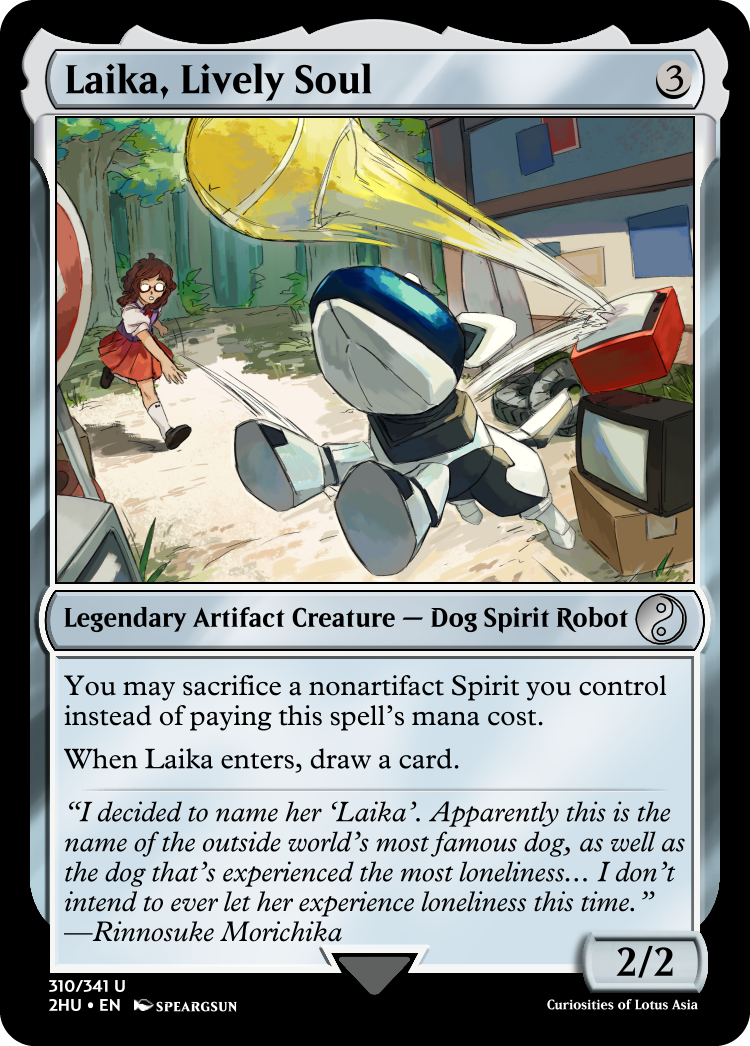 Laika, Lively Soul
3
Legendary Artifact Creature — Dog Spirit Robot
You may sacrifice a nonartifact Spirit you control
instead of paying this spell’s mana cost.
When Laika enters, draw a card.
“I decided to name her ‘Laika’. Apparently this is the
name of the outside world’s most famous dog, as well as
the dog that’s experienced the most loneliness… I don’t
intend to ever let her experience loneliness this time.”
—Rinnosuke Morichika
2/2
310/341 U
2HU • EN SPEARGSUN
Curiosities of Lotus Asia